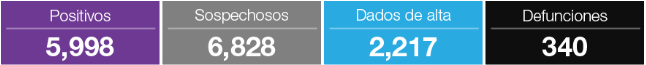 Positivos Sospechosos Dados de alta Defunciones
5,998 6,828 2,217 340